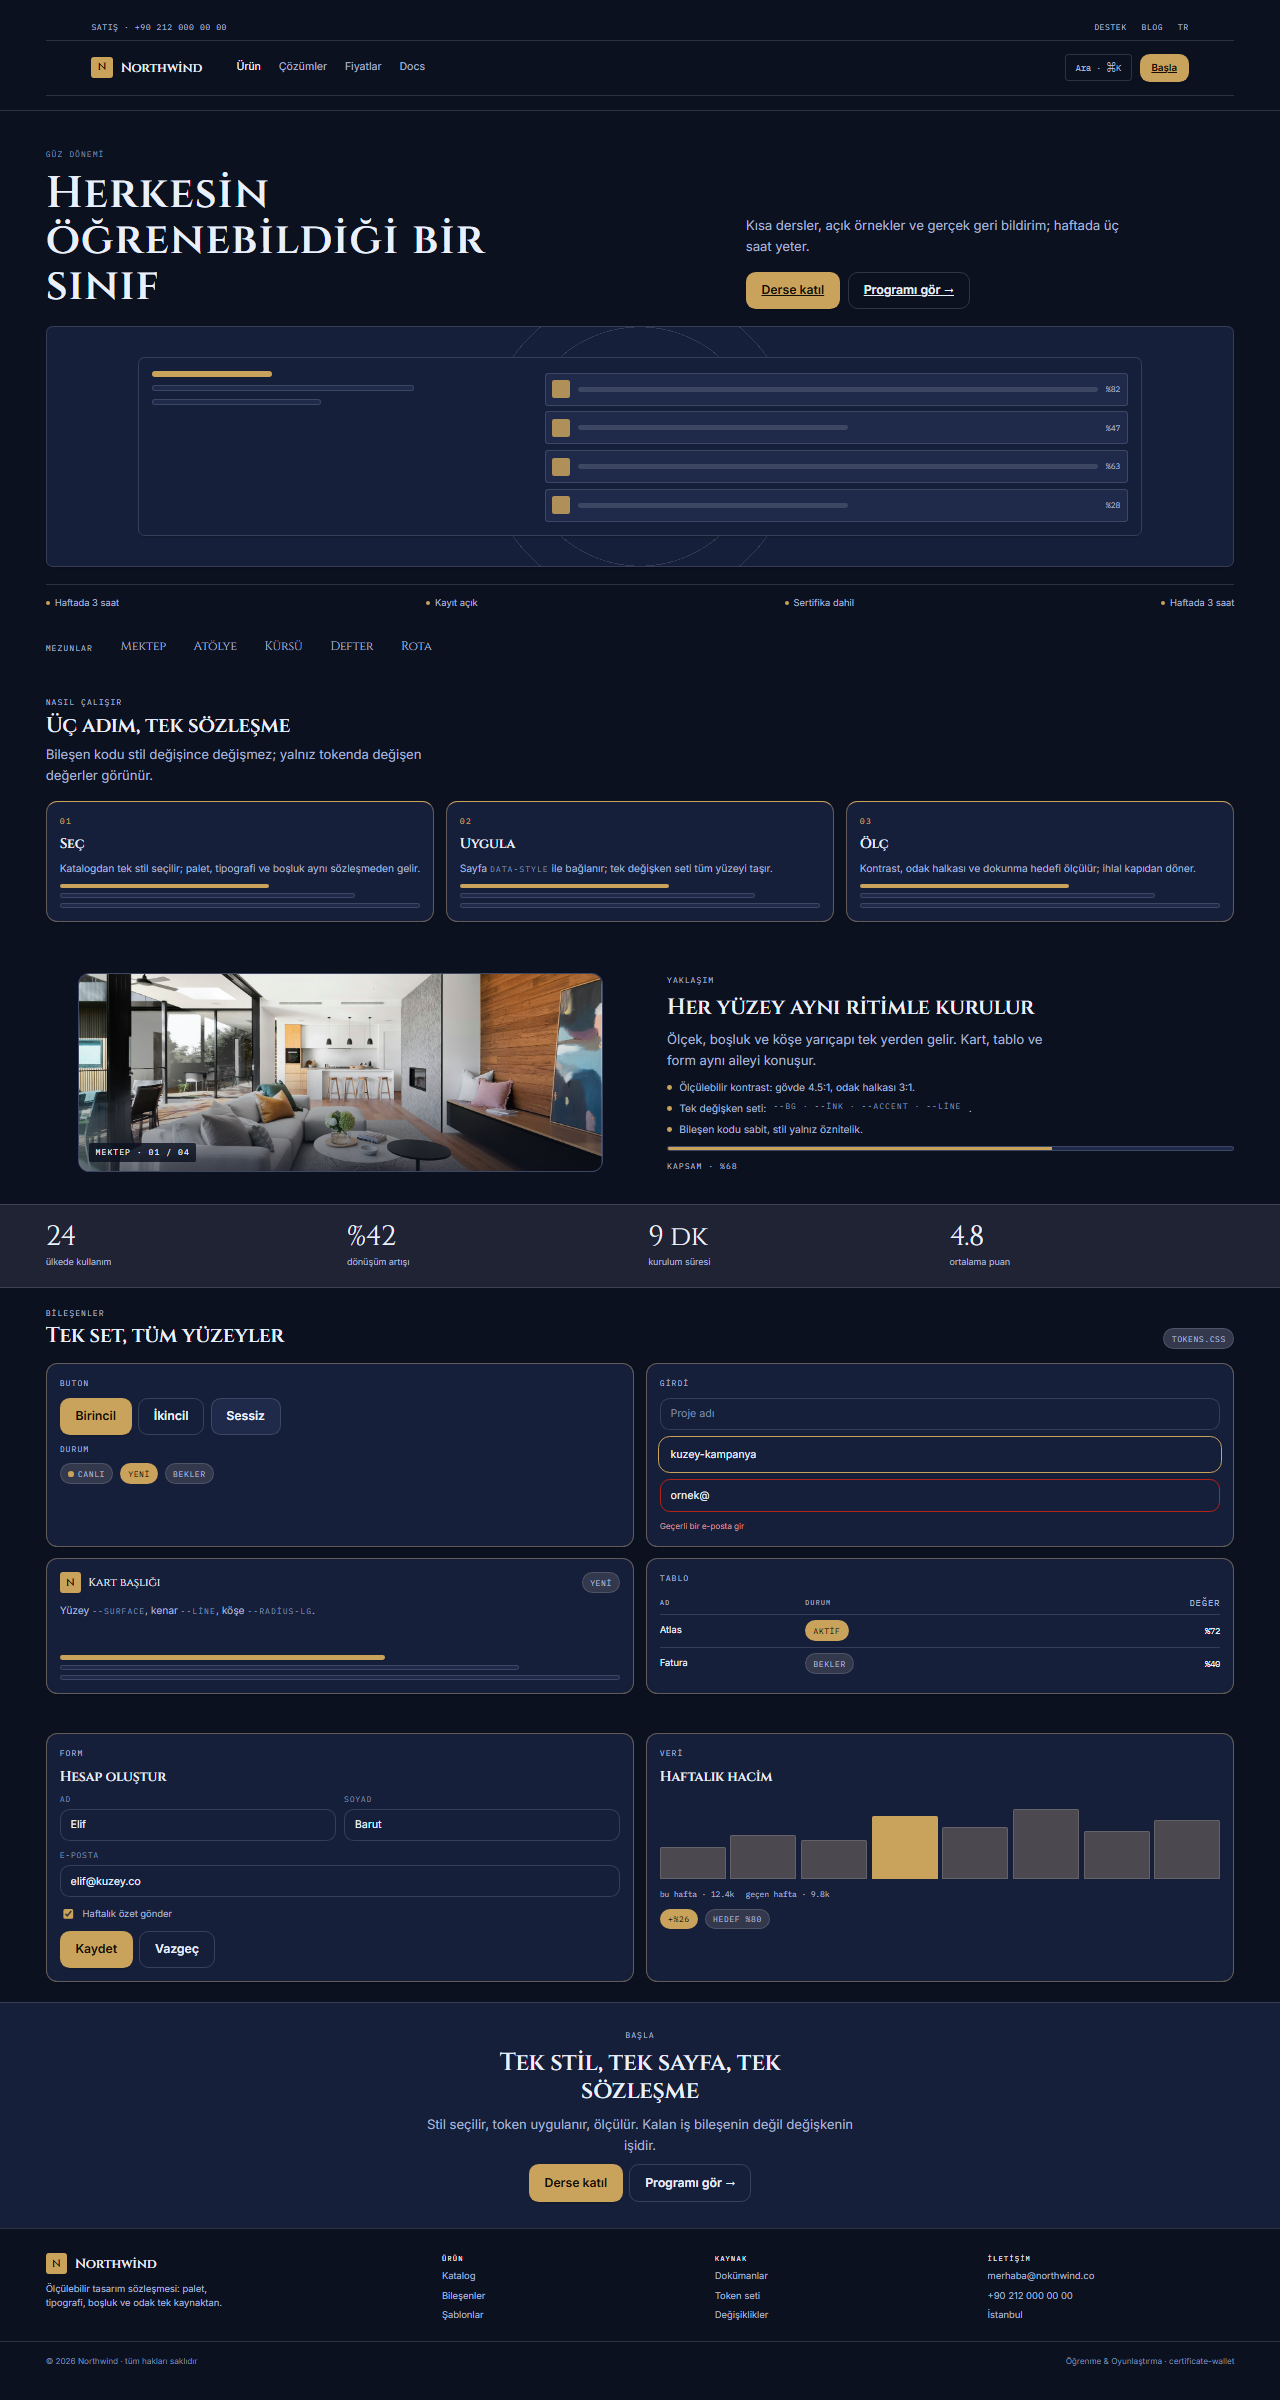 SATIŞ · +90 212 000 00 00
DESTEK BLOG TR
N NORTHWİND Ürün Çözümler Fiyatlar Docs
Ara · ⌘K Başla
GÜZ DÖNEMİ
HERKESİN
ÖĞRENEBİLDİĞİ BİR
SINIF
Kısa dersler, açık örnekler ve gerçek geri bildirim; haftada üç
saat yeter.
Derse katıl Programı gör →
%82
%47
%63
%28
Haftada 3 saat Kayıt açık Sertifika dahil Haftada 3 saat
MEZUNLAR MEKTEP ATÖLYE KÜRSÜ DEFTER ROTA
NASIL ÇALIŞIR
ÜÇ ADIM, TEK SÖZLEŞME
Bileşen kodu stil değişince değişmez; yalnız tokenda değişen
değerler görünür.
01
SEÇ
Katalogdan tek stil seçilir; palet, tipografi ve boşluk aynı sözleşmeden gelir.
02
UYGULA
Sayfa DATA-STYLE ile bağlanır; tek değişken seti tüm yüzeyi taşır.
03
ÖLÇ
Kontrast, odak halkası ve dokunma hedefi ölçülür; ihlal kapıdan döner.
MEKTEP · 01 / 04
YAKLAŞIM
HER YÜZEY AYNI RİTİMLE KURULUR
Ölçek, boşluk ve köşe yarıçapı tek yerden gelir. Kart, tablo ve
form aynı aileyi konuşur.
Ölçülebilir kontrast: gövde 4.5:1, odak halkası 3:1.
Tek değişken seti: --BG · --İNK · --ACCENT · --LİNE .
Bileşen kodu sabit, stil yalnız öznitelik.
KAPSAM · %68
24
ülkede kullanım
%42
dönüşüm artışı
9 DK
kurulum süresi
4.8
ortalama puan
BİLEŞENLER
TEK SET, TÜM YÜZEYLER
TOKENS.CSS
BUTON
Birincil İkincil Sessiz
DURUM
CANLI YENİ BEKLER
GİRDİ
Proje adı
kuzey-kampanya
ornek@
Geçerli bir e-posta gir
N KART BAŞLIĞI YENİ
Yüzey --SURFACE, kenar --LİNE, köşe --RADİUS-LG.
TABLO
AD DURUM DEĞER
Atlas AKTİF %72
Fatura BEKLER %40
FORM
HESAP OLUŞTUR
AD SOYAD
Elif Barut
E-POSTA
elif@kuzey.co
Haftalık özet gönder
Kaydet Vazgeç
VERİ
HAFTALIK HACİM
bu hafta · 12.4k geçen hafta · 9.8k
+%26 HEDEF %80
BAŞLA
TEK STİL, TEK SAYFA, TEK
SÖZLEŞME
Stil seçilir, token uygulanır, ölçülür. Kalan iş bileşenin değil değişkenin
işidir.
Derse katıl Programı gör →
N NORTHWİND
Ölçülebilir tasarım sözleşmesi: palet,
tipografi, boşluk ve odak tek kaynaktan.
ÜRÜN
Katalog
Bileşenler
Şablonlar
KAYNAK
Dokümanlar
Token seti
Değişiklikler
İLETİŞİM
merhaba@northwind.co
+90 212 000 00 00
İstanbul
© 2026 Northwind · tüm hakları saklıdır
Öğrenme & Oyunlaştırma · certificate-wallet